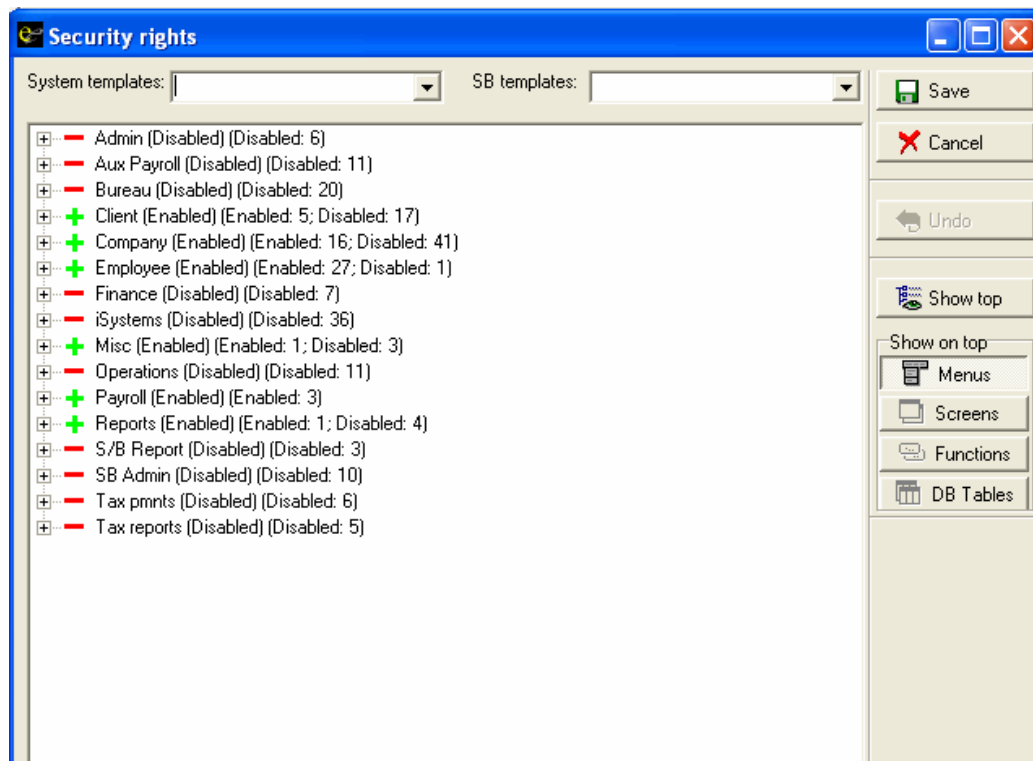 Security rights
System templates: SB templates:
Save
Cancel
Undo
Show top
Show on top
Menus
Screens
Functions
DB Tables
Admin (Disabled) (Disabled: 6)
Aux Payroll (Disabled) (Disabled: 11)
Bureau (Disabled) (Disabled: 20)
Client (Enabled) (Enabled: 5; Disabled: 17)
Company (Enabled) (Enabled: 16; Disabled: 41)
Employee (Enabled) (Enabled: 27; Disabled: 1)
Finance (Disabled) (Disabled: 7)
iSystems (Disabled) (Disabled: 36)
Misc (Enabled) (Enabled: 1; Disabled: 3)
Operations (Disabled) (Disabled: 11)
Payroll (Enabled) (Enabled: 3)
Reports (Enabled) (Enabled: 1; Disabled: 4)
S/B Report (Disabled) (Disabled: 3)
SB Admin (Disabled) (Disabled: 10)
Tax pmnts (Disabled) (Disabled: 6)
Tax reports (Disabled) (Disabled: 5)